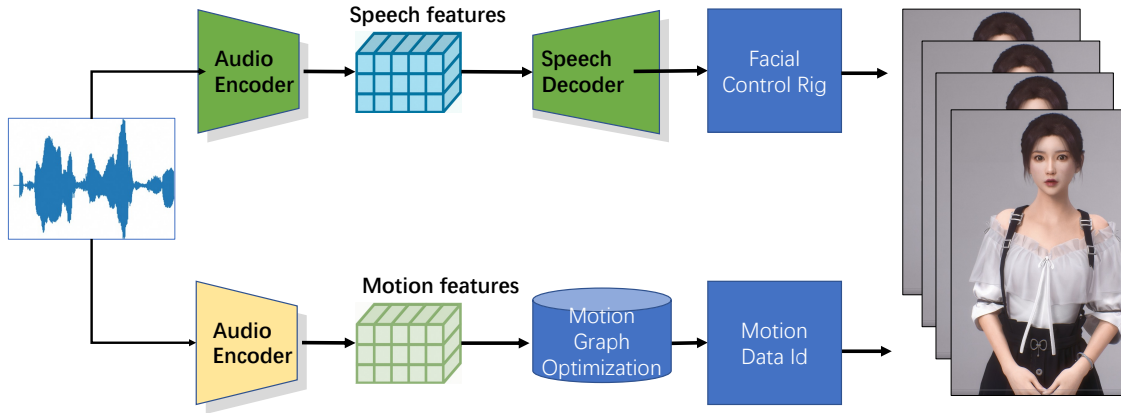 Speech features
Audio
Encoder
Speech
Decoder
Facial
Control Rig
Motion features
Audio
Encoder
Motion
Graph
Optimization
Motion
Data Id